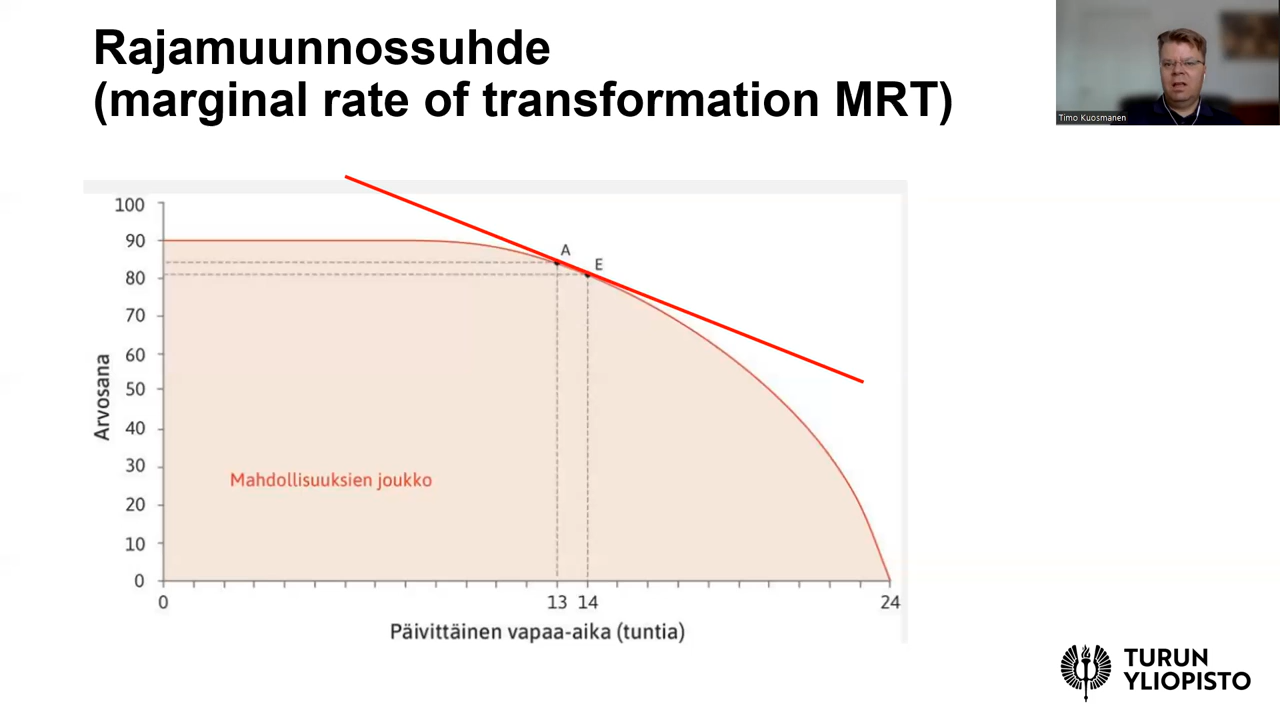 Rajamuunnossuhde
(marginal rate of transformation MRT)
Timo Kuosmanen
100
90
80
70
60
50
40
30
20
10
0
Arvosana
A
E
Mahdollisuuksien joukko
0
13
14
24
Päivittäinen vapaa-aika (tuntia)
TURUN
YLIOPISTO